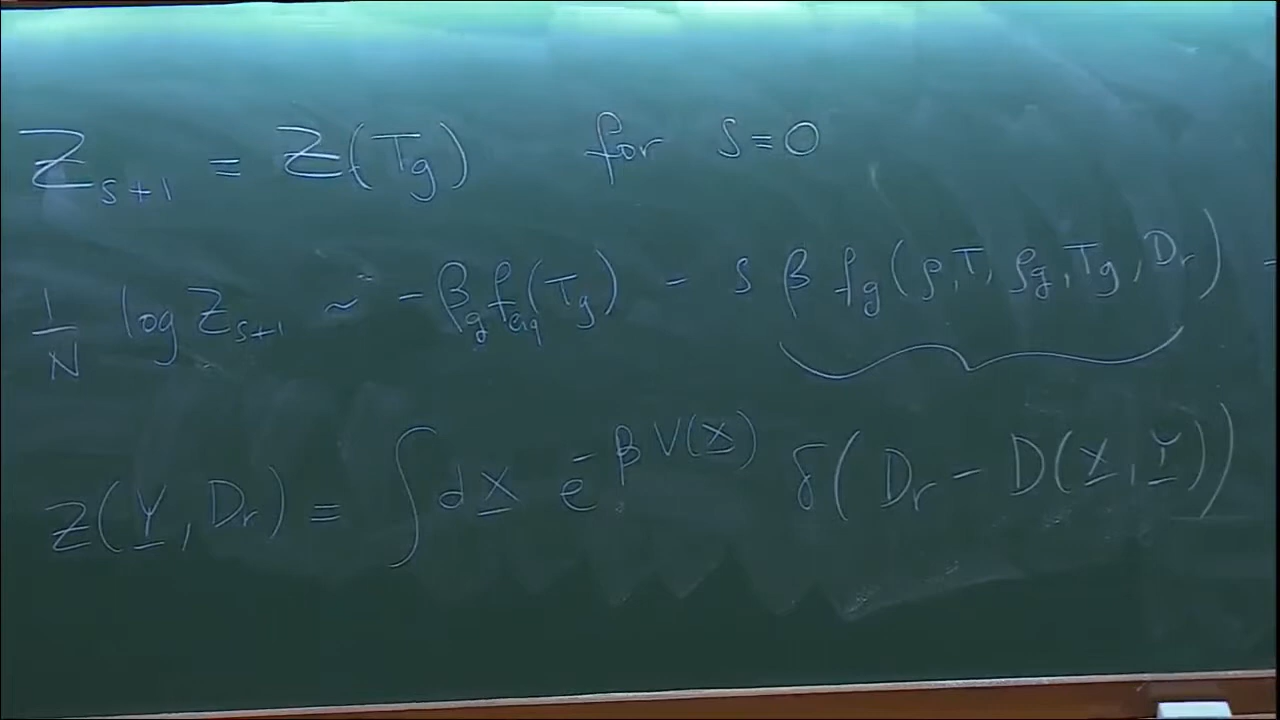 Z_{s+1} = Z(T_g) for s=0
1/N log Z_{s+1} ~ -β_g f_{eq}(T_g) - s β f_g(ρ,T, ρ_g,T_g, D_r) -
Z(Y, D_r) = ∫ dX e^{-β V(X)} δ(D_r - D(X, Y))